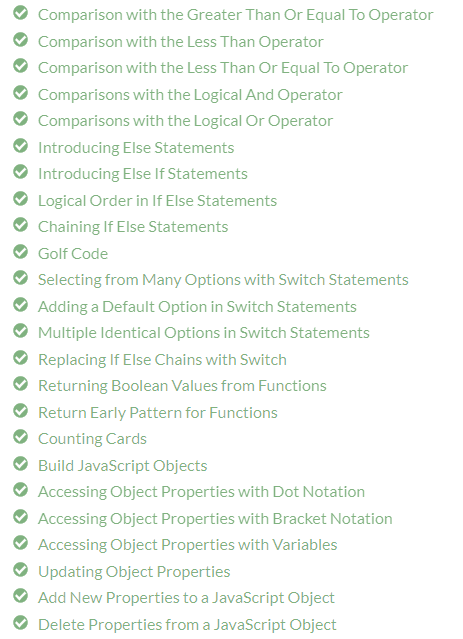 Comparison with the Greater Than Or Equal To Operator
Comparison with the Less Than Operator
Comparison with the Less Than Or Equal To Operator
Comparisons with the Logical And Operator
Comparisons with the Logical Or Operator
Introducing Else Statements
Introducing Else If Statements
Logical Order in If Else Statements
Chaining If Else Statements
Golf Code
Selecting from Many Options with Switch Statements
Adding a Default Option in Switch Statements
Multiple Identical Options in Switch Statements
Replacing If Else Chains with Switch
Returning Boolean Values from Functions
Return Early Pattern for Functions
Counting Cards
Build JavaScript Objects
Accessing Object Properties with Dot Notation
Accessing Object Properties with Bracket Notation
Accessing Object Properties with Variables
Updating Object Properties
Add New Properties to a JavaScript Object
Delete Properties from a JavaScript Object